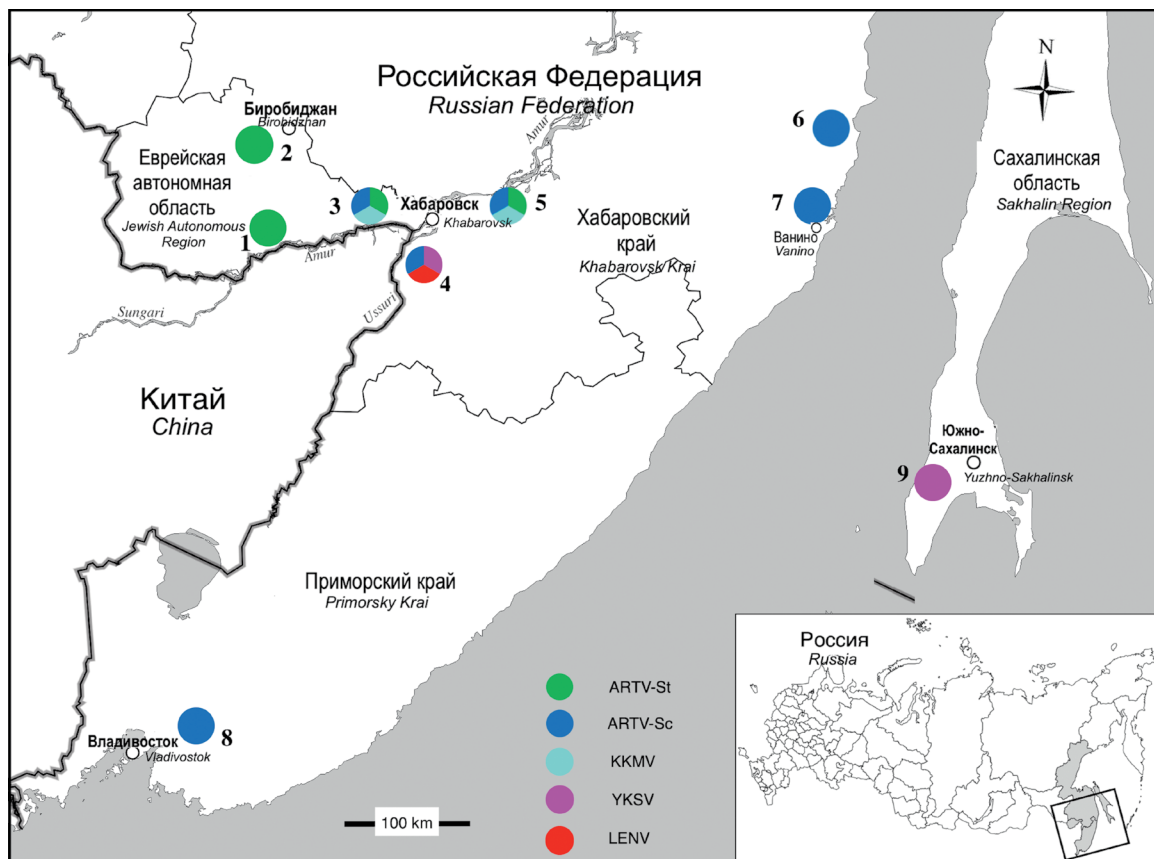 Российская Федерация
Russian Federation
N
Биробиджан
Birobidzhan
2
Еврейская
автономная
область
Jewish Autonomous
Region
1
3
Хабаровск
Khabarovsk
5
Amur
Amur
4
Ussuri
Sungari
Хабаровский
край
Khabarovsk Krai
6
7
Ванино
Vanino
Сахалинская
область
Sakhalin Region
Китай
China
Южно-
Сахалинск
Yuzhno-Sakhalinsk
9
Приморский край
Primorsky Krai
8
Владивосток
Vladivostok
100 km
ARTV-St
ARTV-Sc
KKMV
YKSV
LENV
Россия
Russia